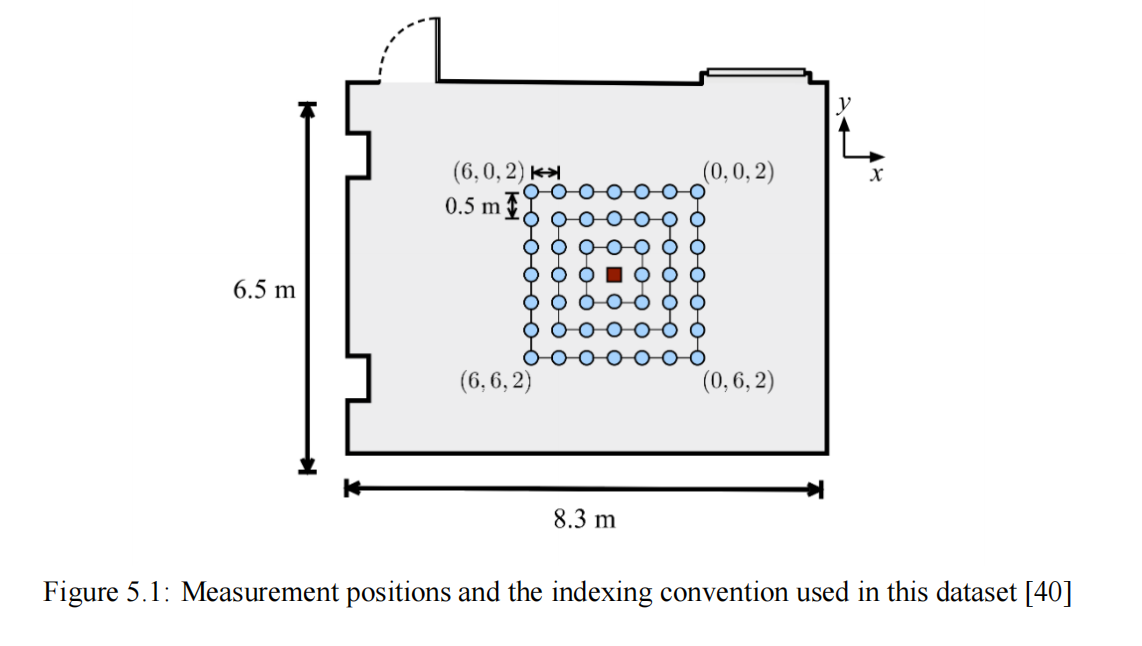 y
x
(6, 0, 2)
(0, 0, 2)
0.5 m
6.5 m
(6, 6, 2)
(0, 6, 2)
8.3 m
Figure 5.1: Measurement positions and the indexing convention used in this dataset [40]